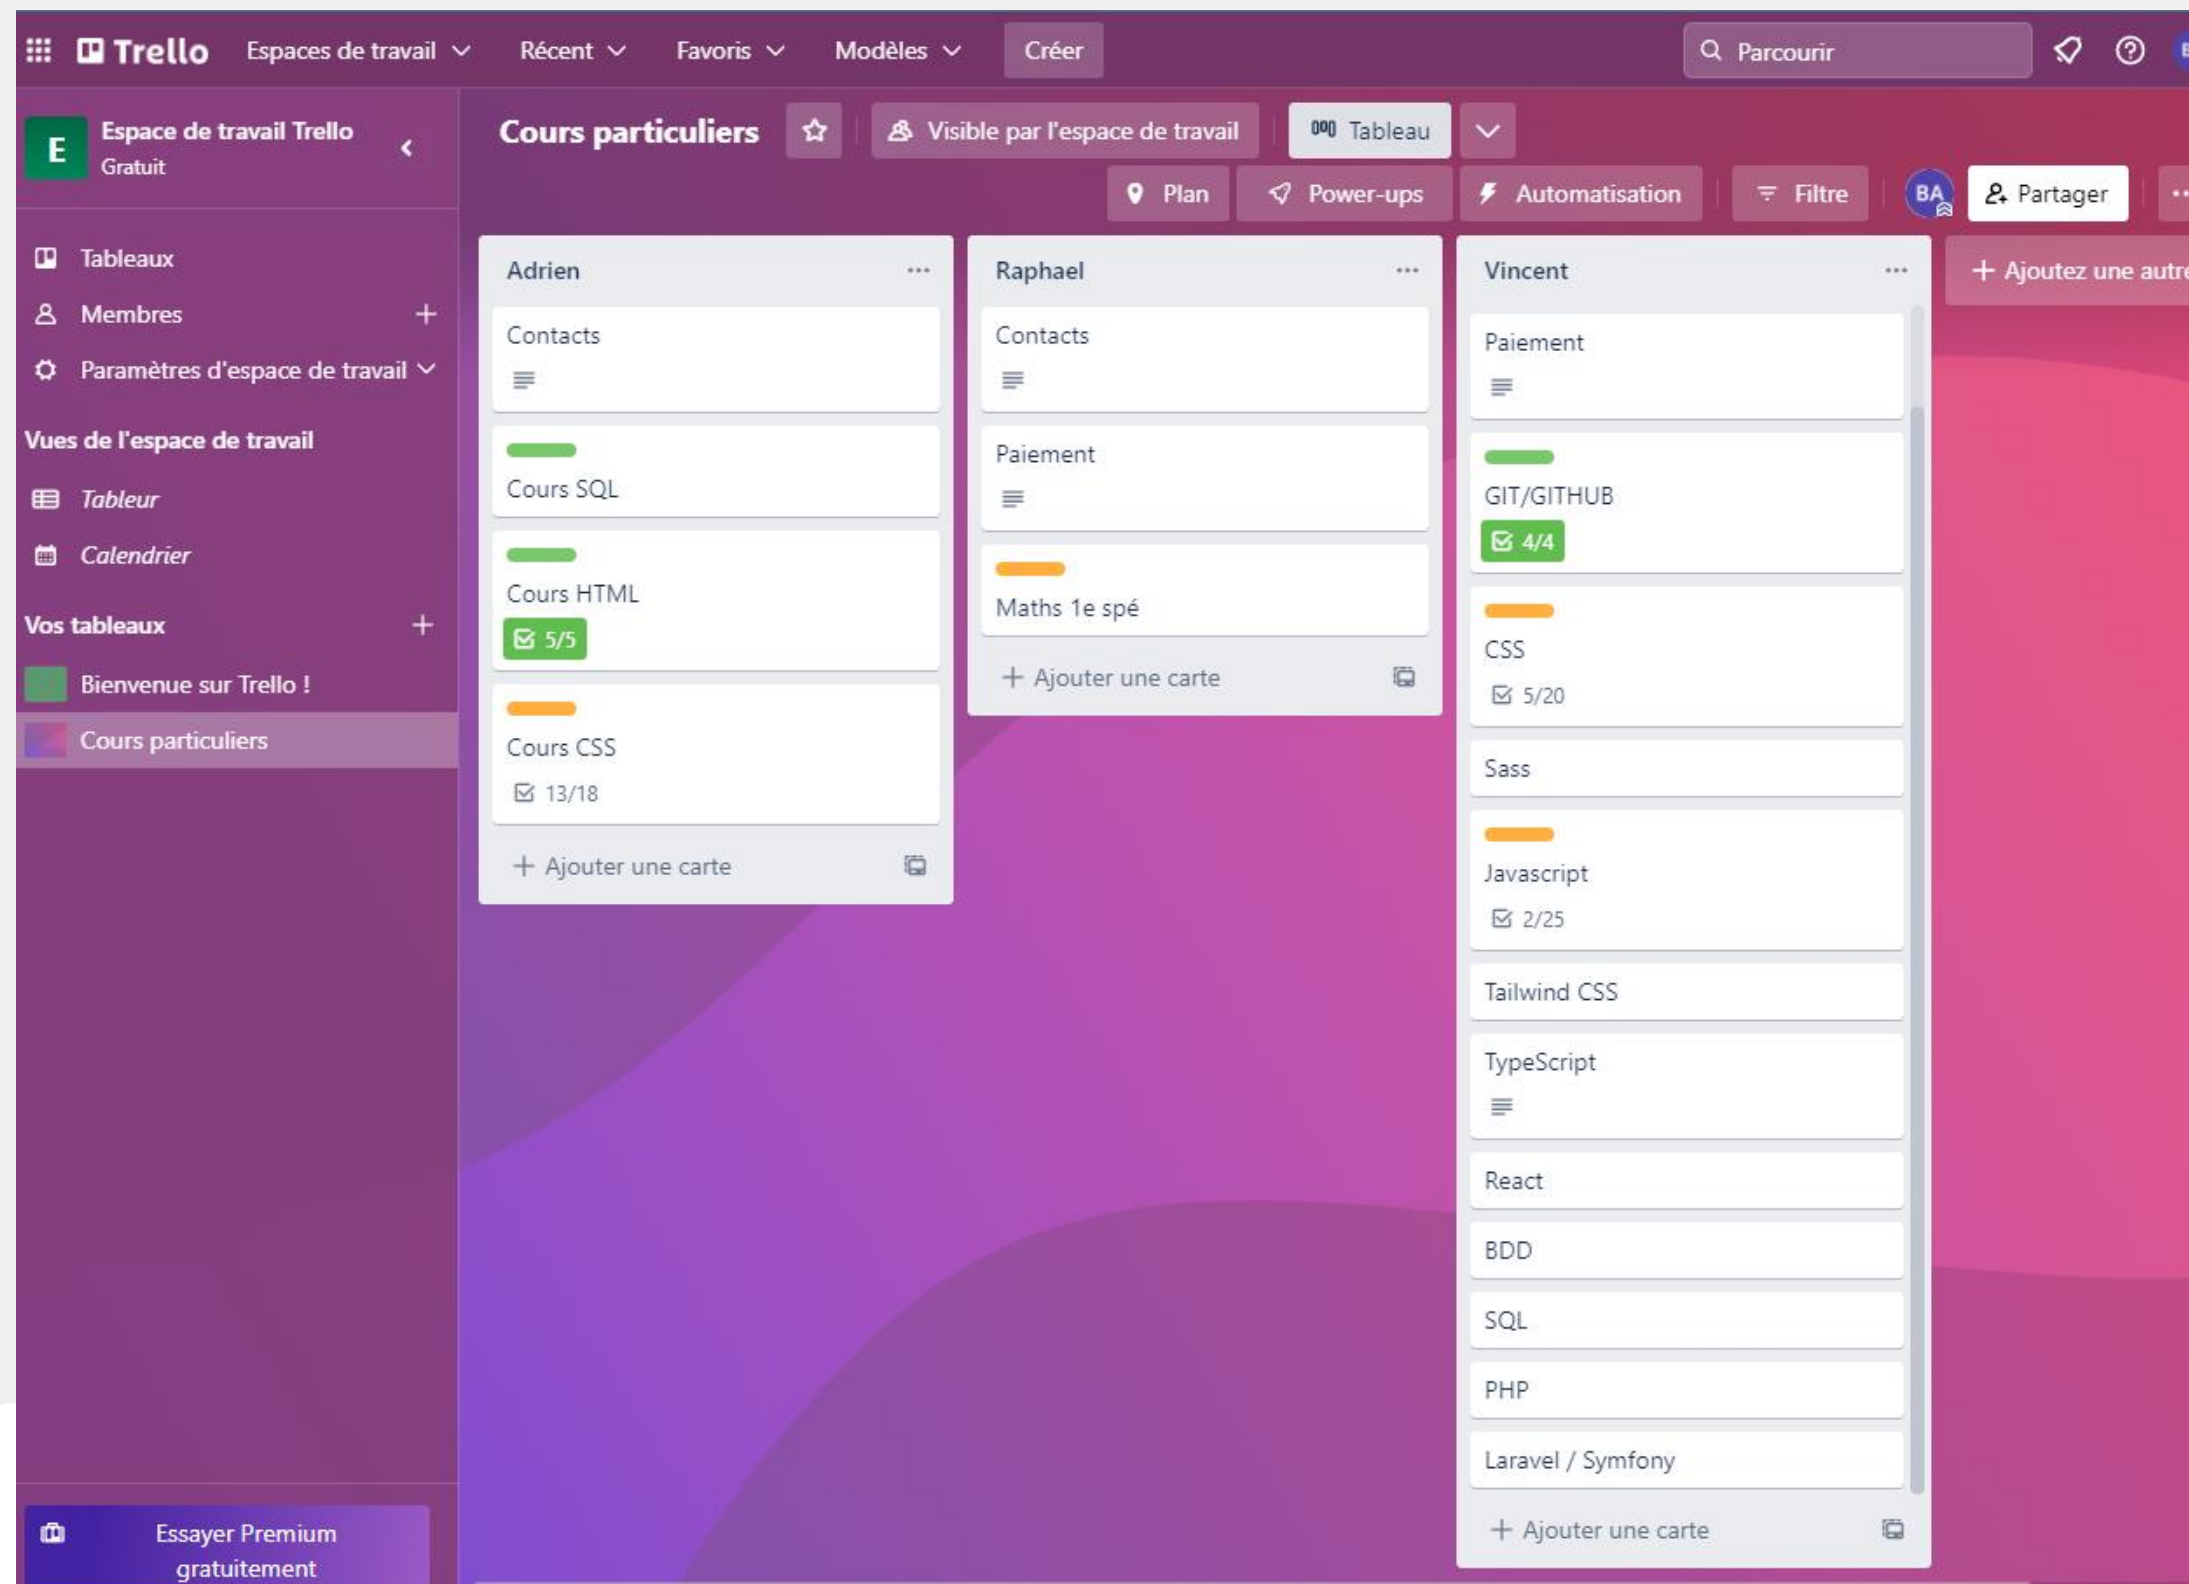 Trello
Espaces de travail
Récent
Favoris
Modèles
Créer
Parcourir
E
Espace de travail Trello
Gratuit
Tableaux
Membres
Paramètres d'espace de travail
Vues de l'espace de travail
Tableur
Calendrier
Vos tableaux
Bienvenue sur Trello !
Cours particuliers
Essayer Premium
gratuitement
Cours particuliers
Visible par l'espace de travail
Tableau
Plan
Power-ups
Automatisation
Filtre
BA
Partager
Adrien
Contacts
Cours SQL
Cours HTML
5/5
Cours CSS
13/18
+ Ajouter une carte
Raphael
Contacts
Paiement
Maths 1e spé
+ Ajouter une carte
Vincent
Paiement
GIT/GITHUB
4/4
CSS
5/20
Sass
Javascript
2/25
Tailwind CSS
TypeScript
React
BDD
SQL
PHP
Laravel / Symfony
+ Ajouter une carte
+ Ajoutez une autre